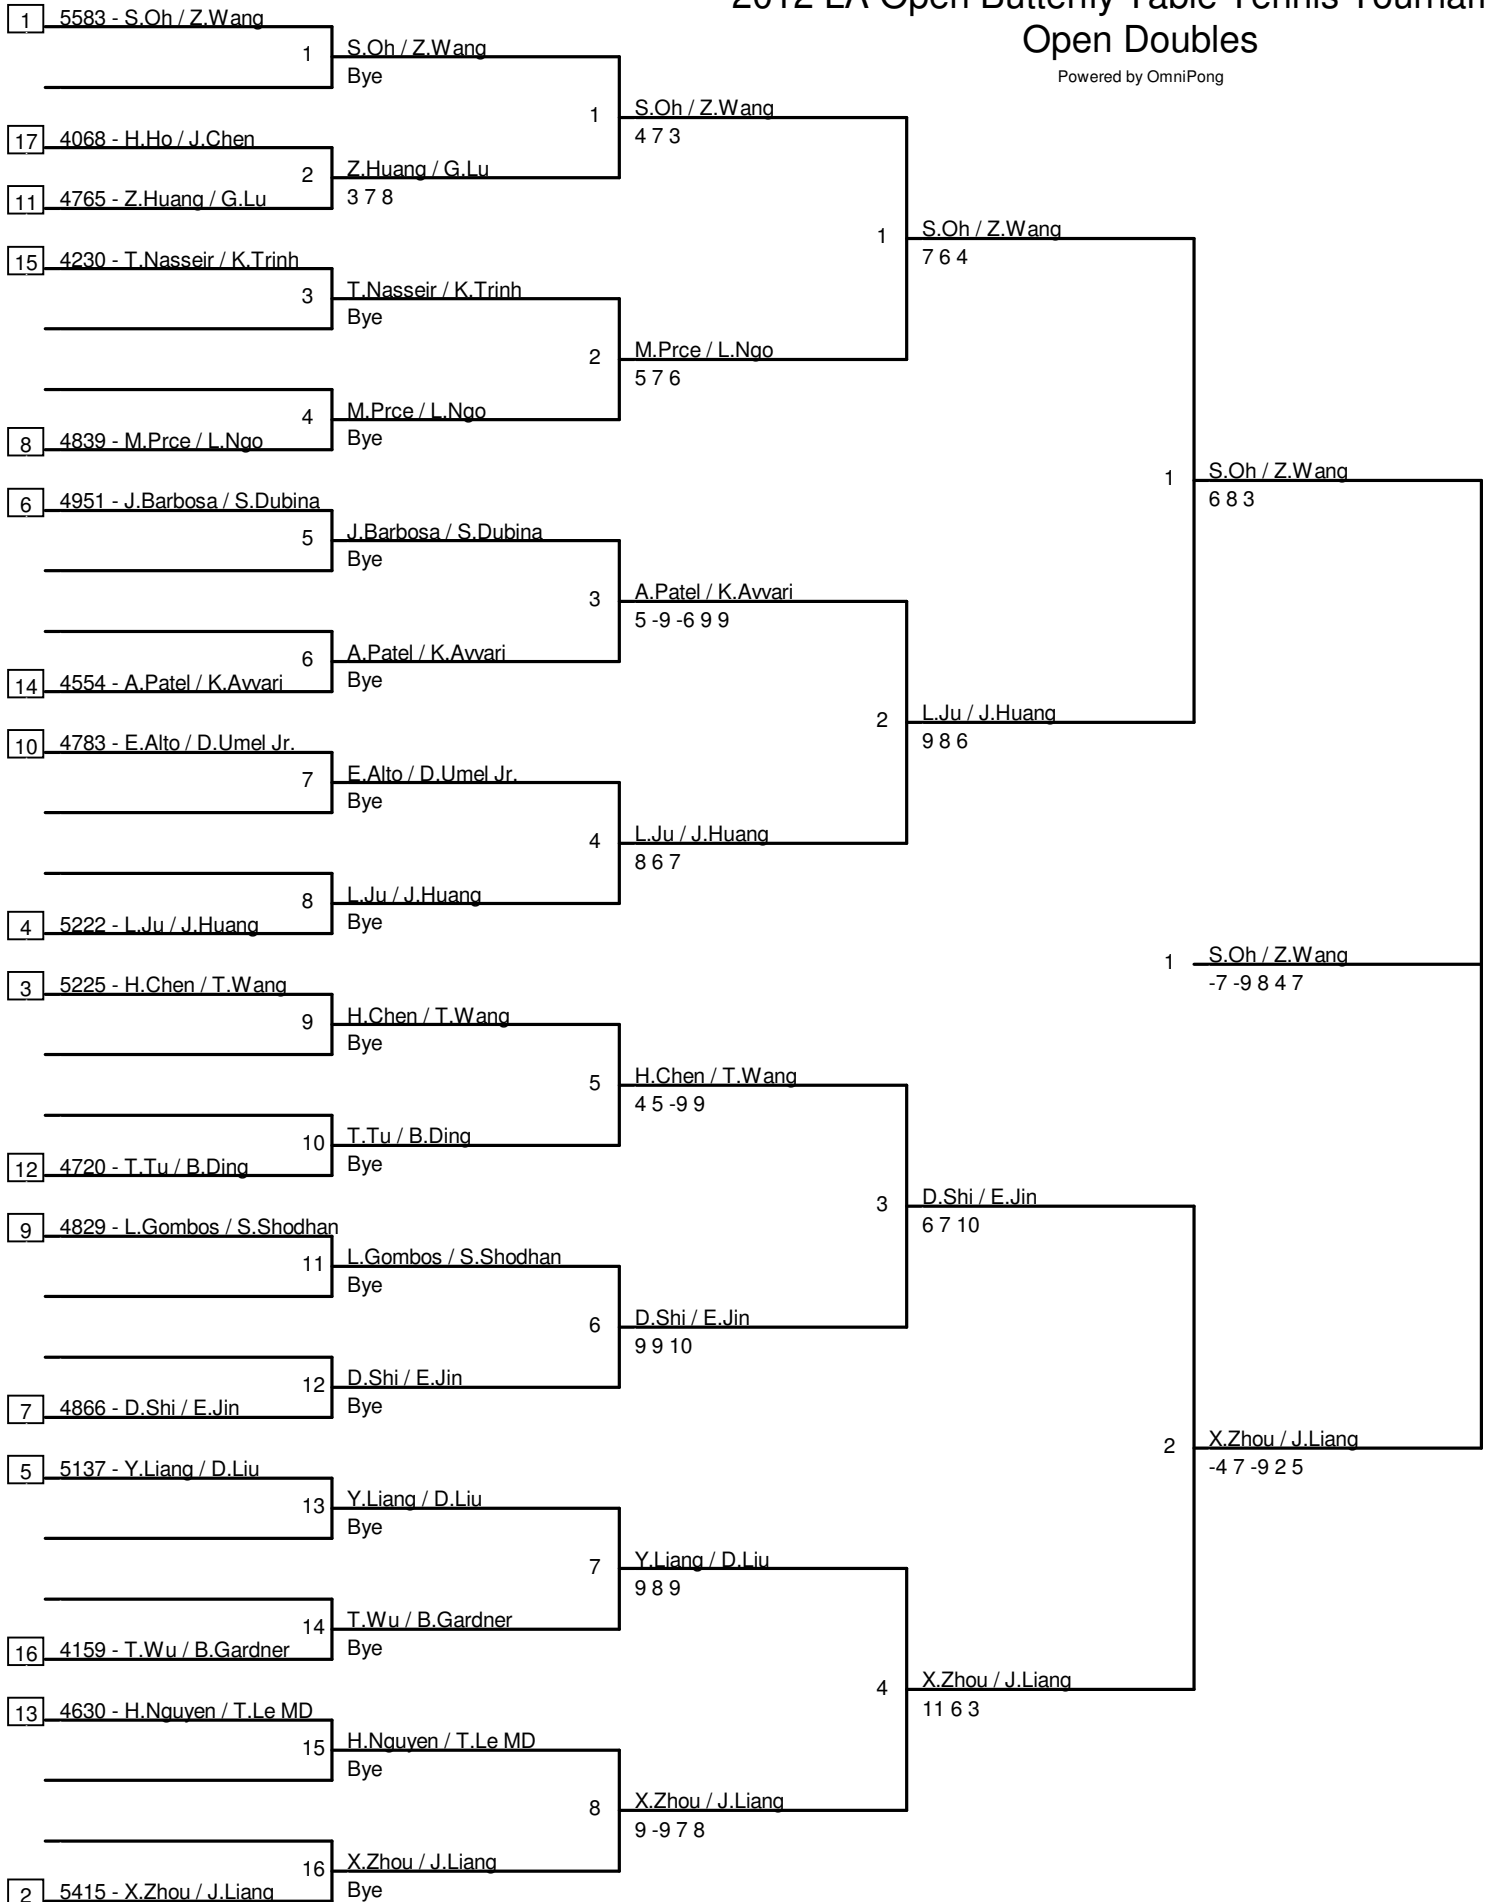 2012 LA Open Butterfly Table Tennis
Open Doubles
Powered by OmniPong
1 5583 - S.Oh / Z.Wang
1 S.Oh / Z.Wang
Bye
1 S.Oh / Z.Wang
4 7 3
17 4068 - H.Ho / J.Chen
2 Z.Huang / G.Lu
3 7 8
11 4765 - Z.Huang / G.Lu
1 S.Oh / Z.Wang
7 6 4
15 4230 - T.Nasseir / K.Trinh
3 T.Nasseir / K.Trinh
Bye
2 M.Prce / L.Ngo
5 7 6
4 M.Prce / L.Ngo
Bye
8 4839 - M.Prce / L.Ngo
1 S.Oh / Z.Wang
6 8 3
6 4951 - J.Barbosa / S.Dubina
5 J.Barbosa / S.Dubina
Bye
3 A.Patel / K.Avvari
5 -9 -6 9 9
6 A.Patel / K.Avvari
Bye
14 4554 - A.Patel / K.Avvari
2 L.Ju / J.Huang
9 8 6
10 4783 - E.Alto / D.Umel Jr.
7 E.Alto / D.Umel Jr.
Bye
4 L.Ju / J.Huang
8 6 7
8 L.Ju / J.Huang
Bye
4 5222 - L.Ju / J.Huang
1 S.Oh / Z.Wang
-7 -9 8 4 7
3 5225 - H.Chen / T.Wang
9 H.Chen / T.Wang
Bye
5 H.Chen / T.Wang
4 5 -9 9
10 T.Tu / B.Ding
Bye
12 4720 - T.Tu / B.Ding
3 D.Shi / E.Jin
6 7 10
9 4829 - L.Gombos / S.Shodhan
11 L.Gombos / S.Shodhan
Bye
6 D.Shi / E.Jin
9 9 10
12 D.Shi / E.Jin
Bye
7 4866 - D.Shi / E.Jin
2 X.Zhou / J.Liang
-4 7 -9 2 5
5 5137 - Y.Liang / D.Liu
13 Y.Liang / D.Liu
Bye
7 Y.Liang / D.Liu
9 8 9
14 T.Wu / B.Gardner
Bye
16 4159 - T.Wu / B.Gardner
4 X.Zhou / J.Liang
11 6 3
13 4630 - H.Nguyen / T.Le MD
15 H.Nguyen / T.Le MD
Bye
8 X.Zhou / J.Liang
9 -9 7 8
16 X.Zhou / J.Liang
Bye
2 5415 - X.Zhou / J.Liang